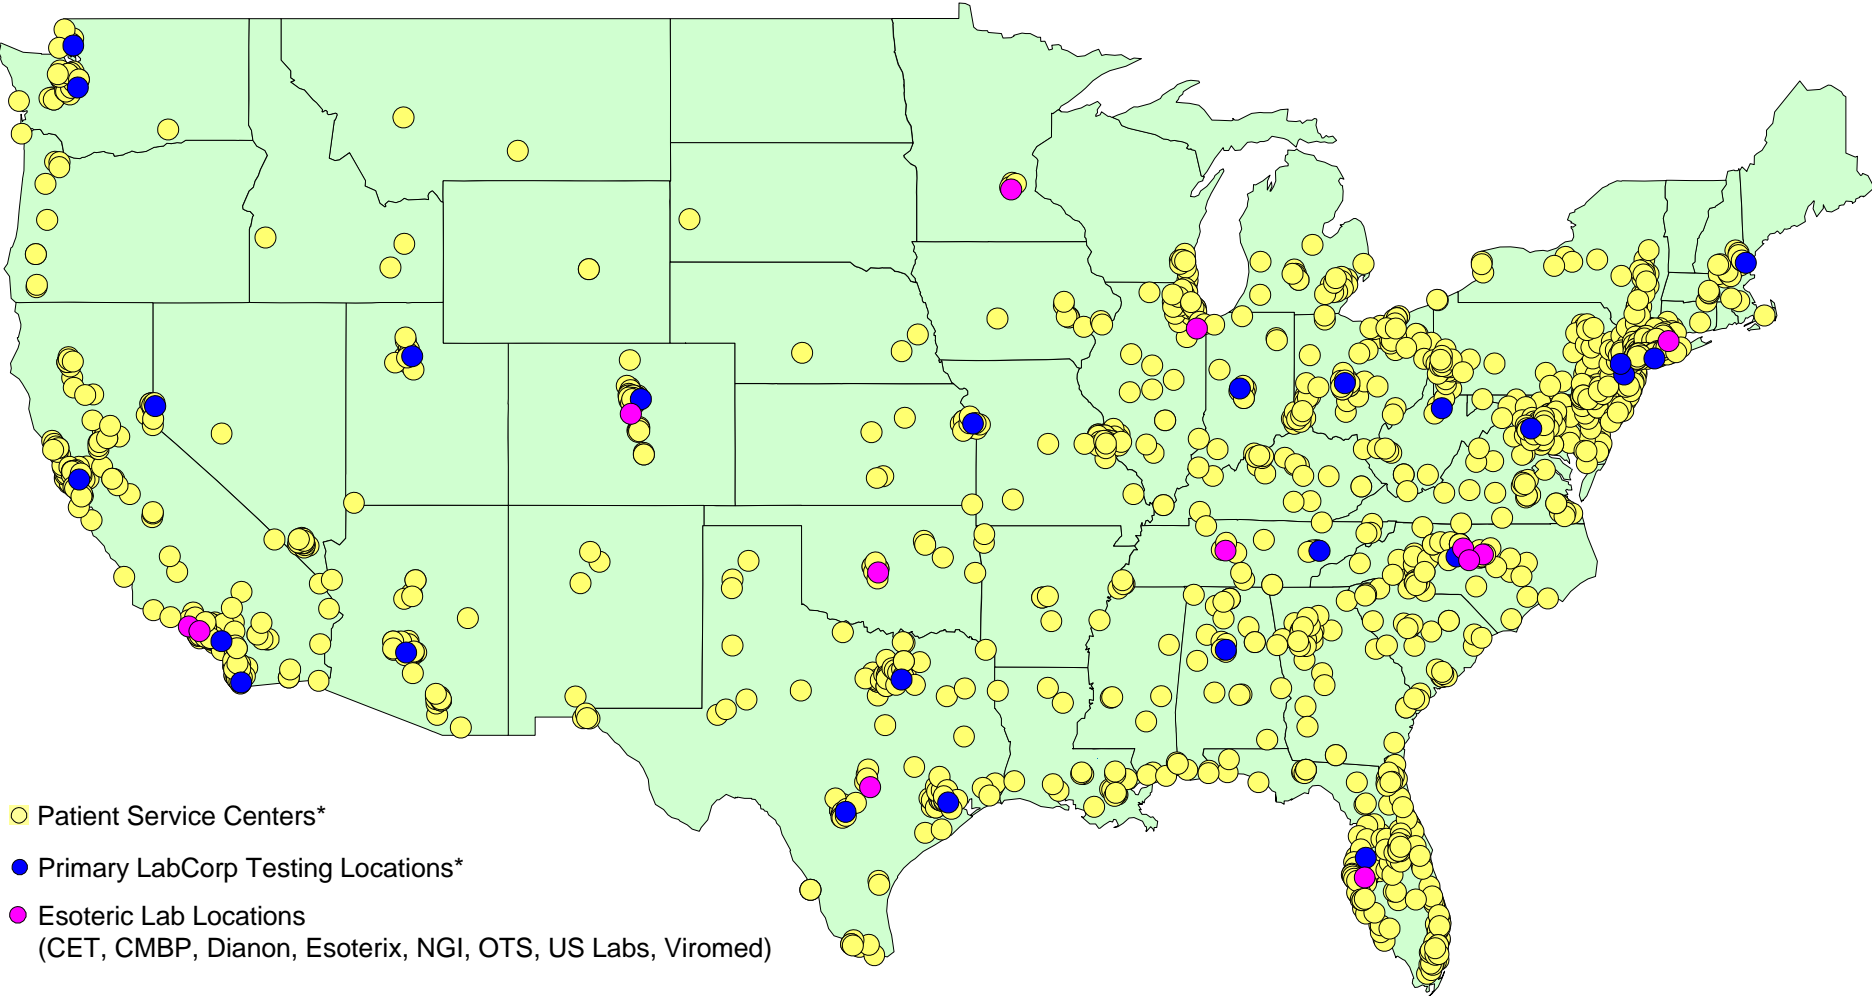 Patient Service Centers*
Primary LabCorp Testing Locations*
Esoteric Lab Locations
(CET, CMBP, Dianon, Esoterix, NGI, OTS, US Labs, Viromed)